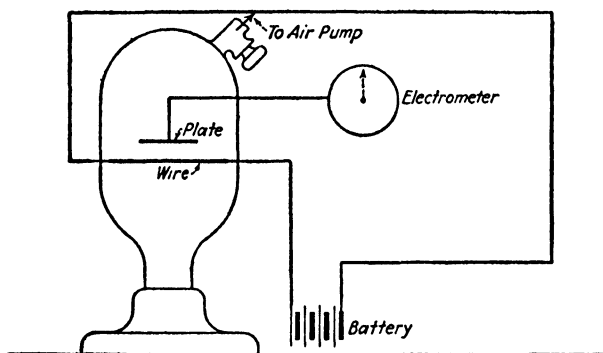 To Air Pump
Electrometer
Plate
Wire
Battery